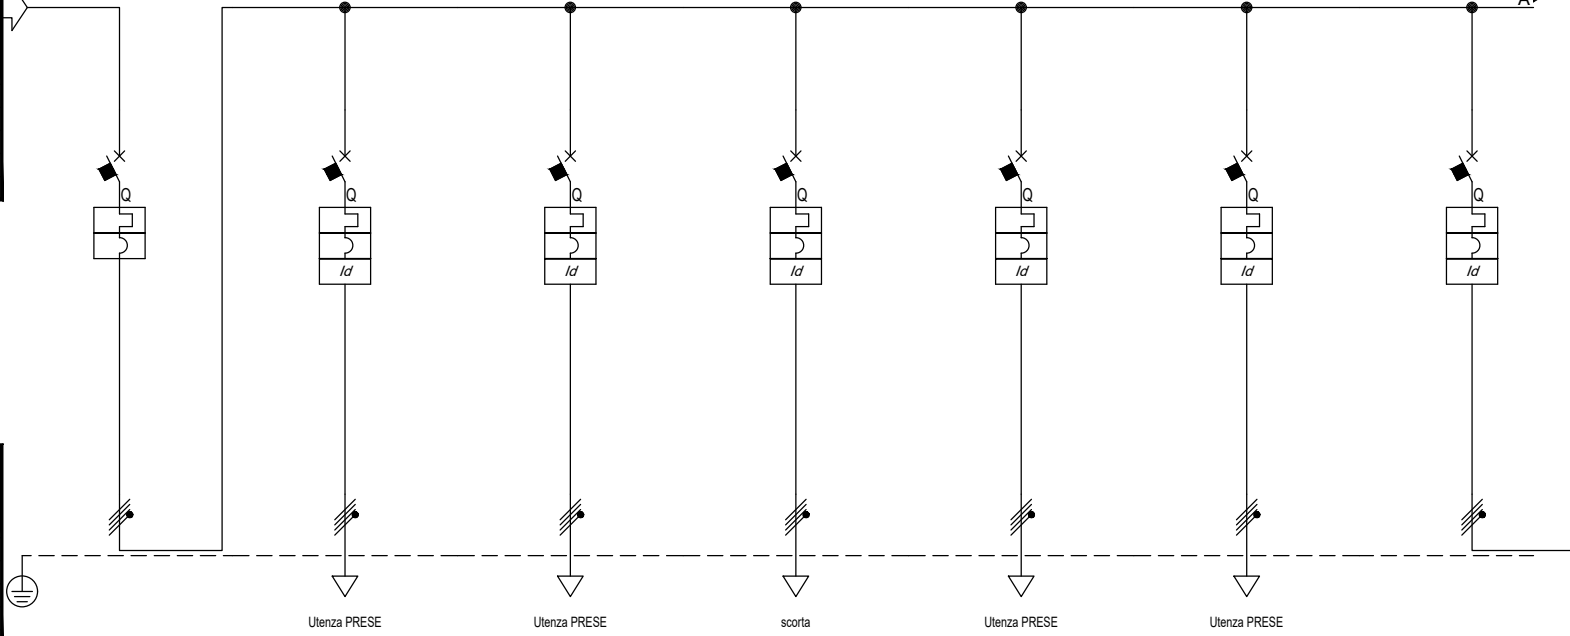 A
Q Q Q Q Q Q Q
Id Id Id Id Id Id
Utenza PRESE Utenza PRESE scorta Utenza PRESE Utenza PRESE